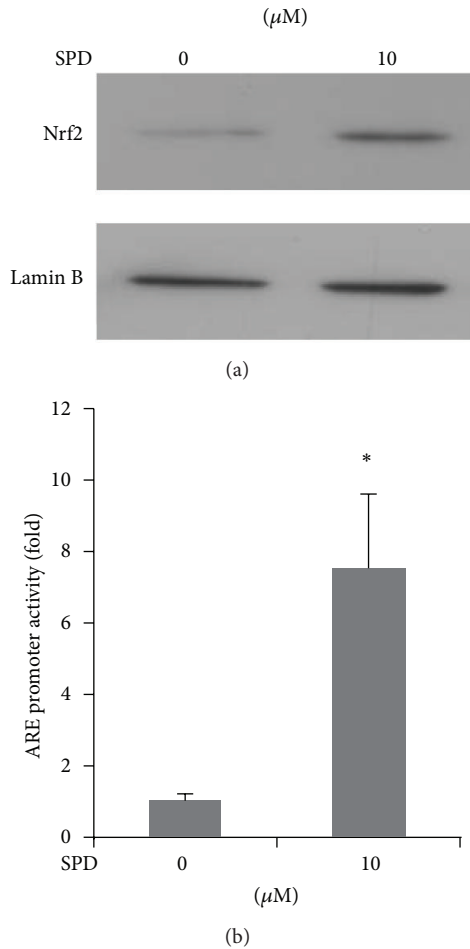 (μM)
SPD 0 10
Nrf2
Lamin B
(a)
12
10
8
6
4
2
0
ARE promoter activity (fold)
*
SPD 0 10
(μM)
(b)